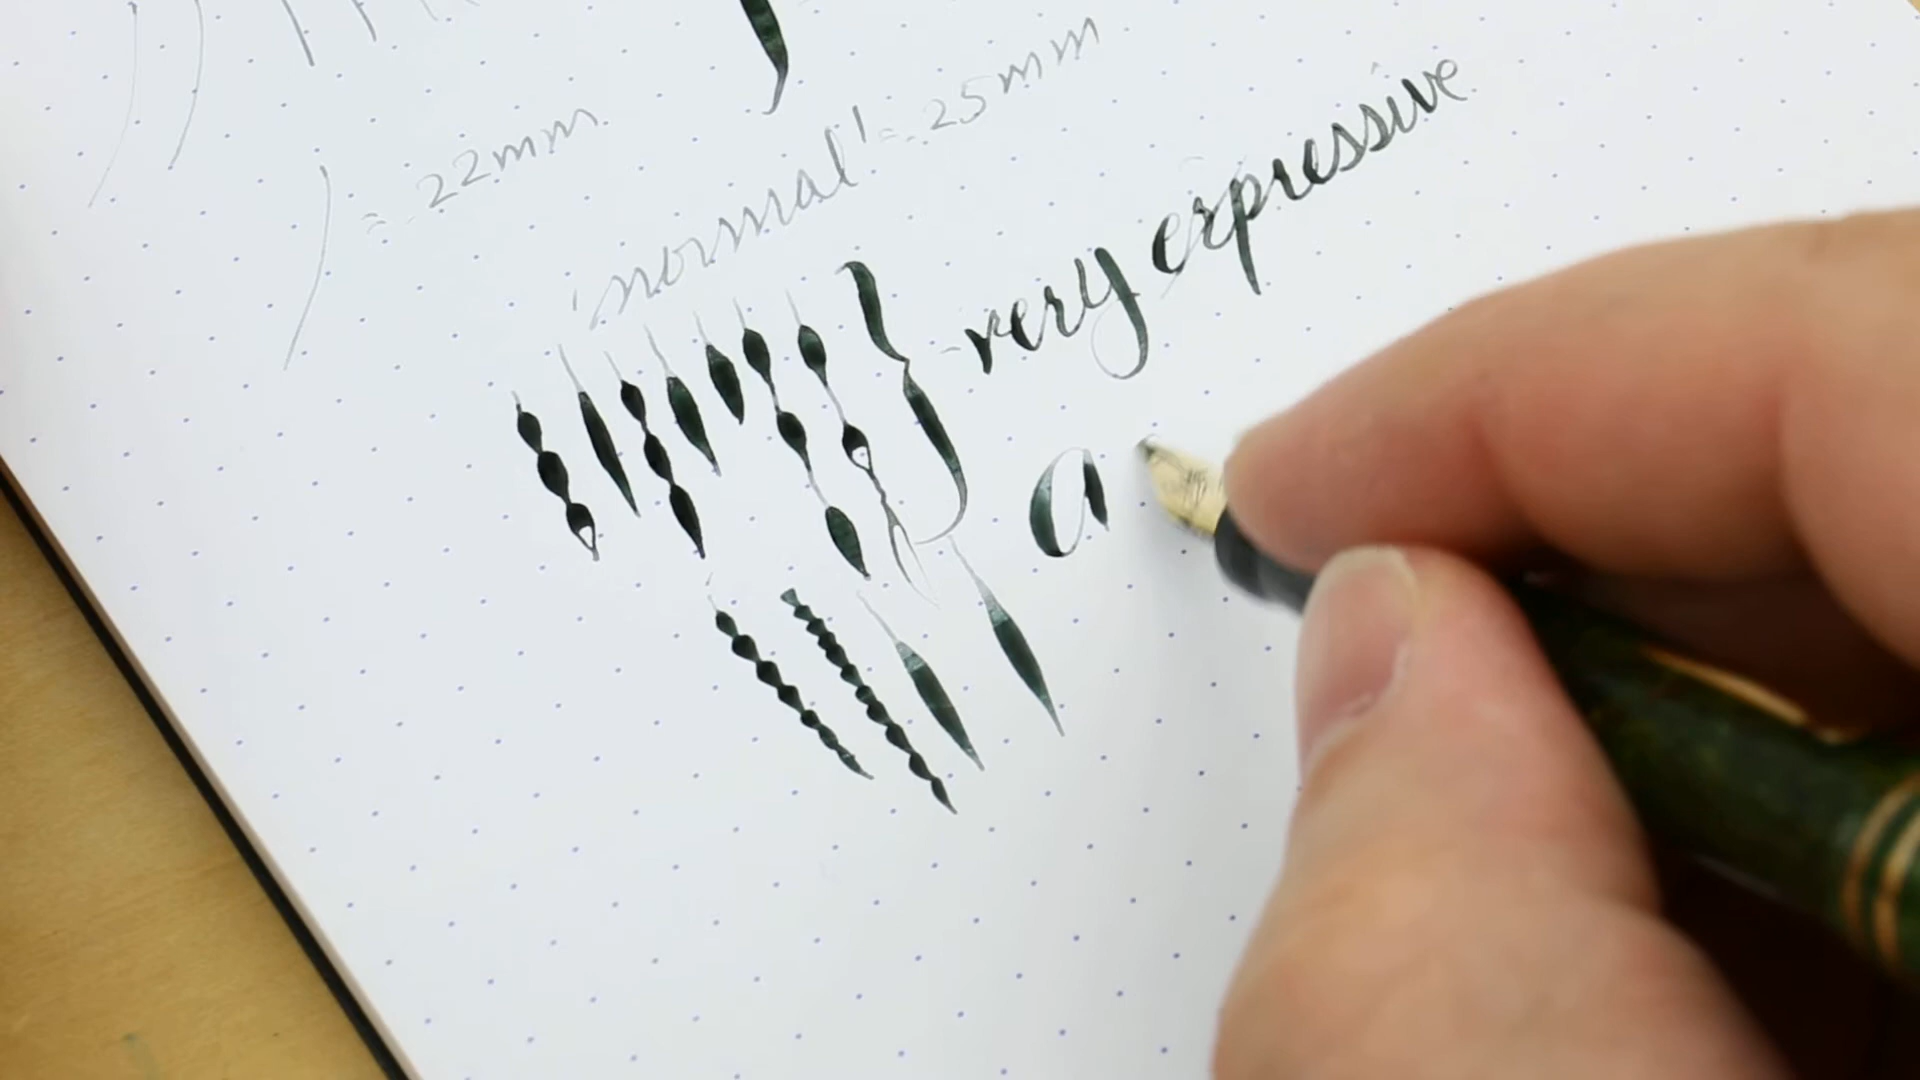 = .22mm
'normal' = .25mm
very expressive
a